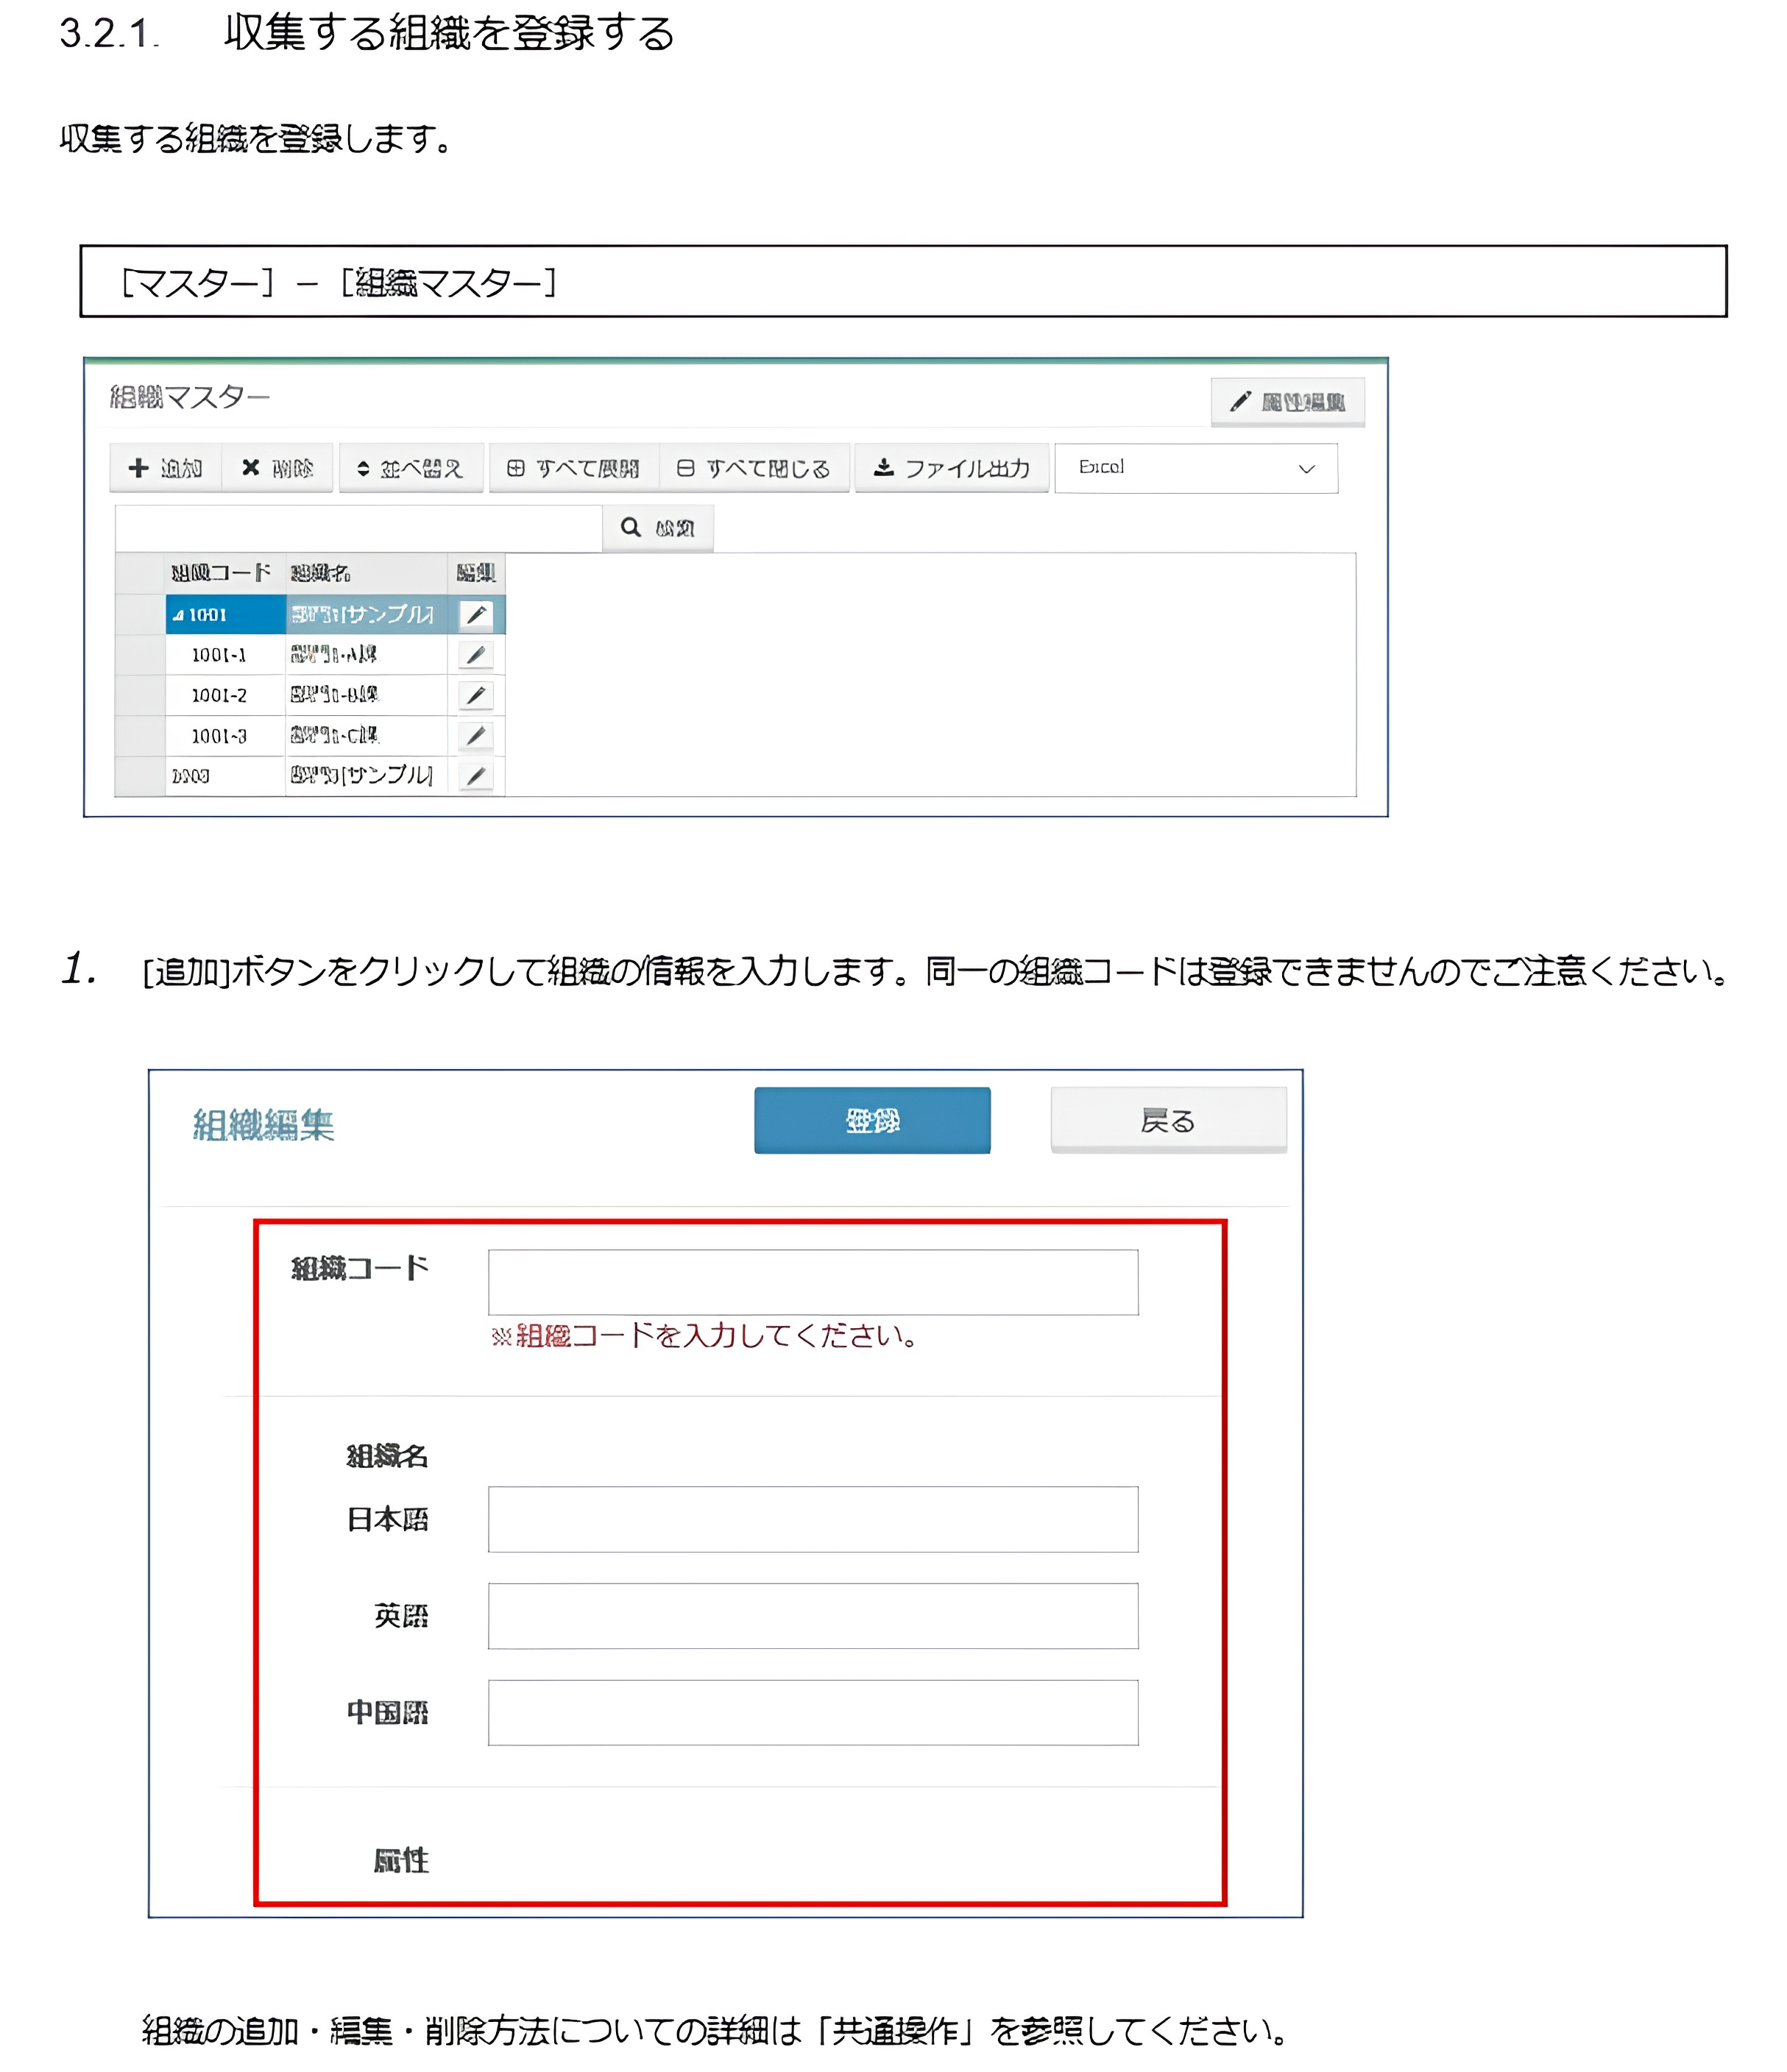 3.2.1. 収集する組織を登録する
収集する組織を登録します。
[マスター] － [組織マスター]
組織マスター
属性編集
追加 削除 並べ替え すべて展開 すべて閉じる ファイル出力 Excel
検索
組織コード 組織名 編集
1001 [サンプル]
1001-1
1001-2
1001-3
[サンプル]
1. [追加]ボタンをクリックして組織の情報を入力します。同一の組織コードは登録できませんのでご注意ください。
組織編集 登録 戻る
組織コード
※組織コードを入力してください。
組織名
日本語
英語
中国語
属性
組織の追加・編集・削除方法についての詳細は「共通操作」を参照してください。